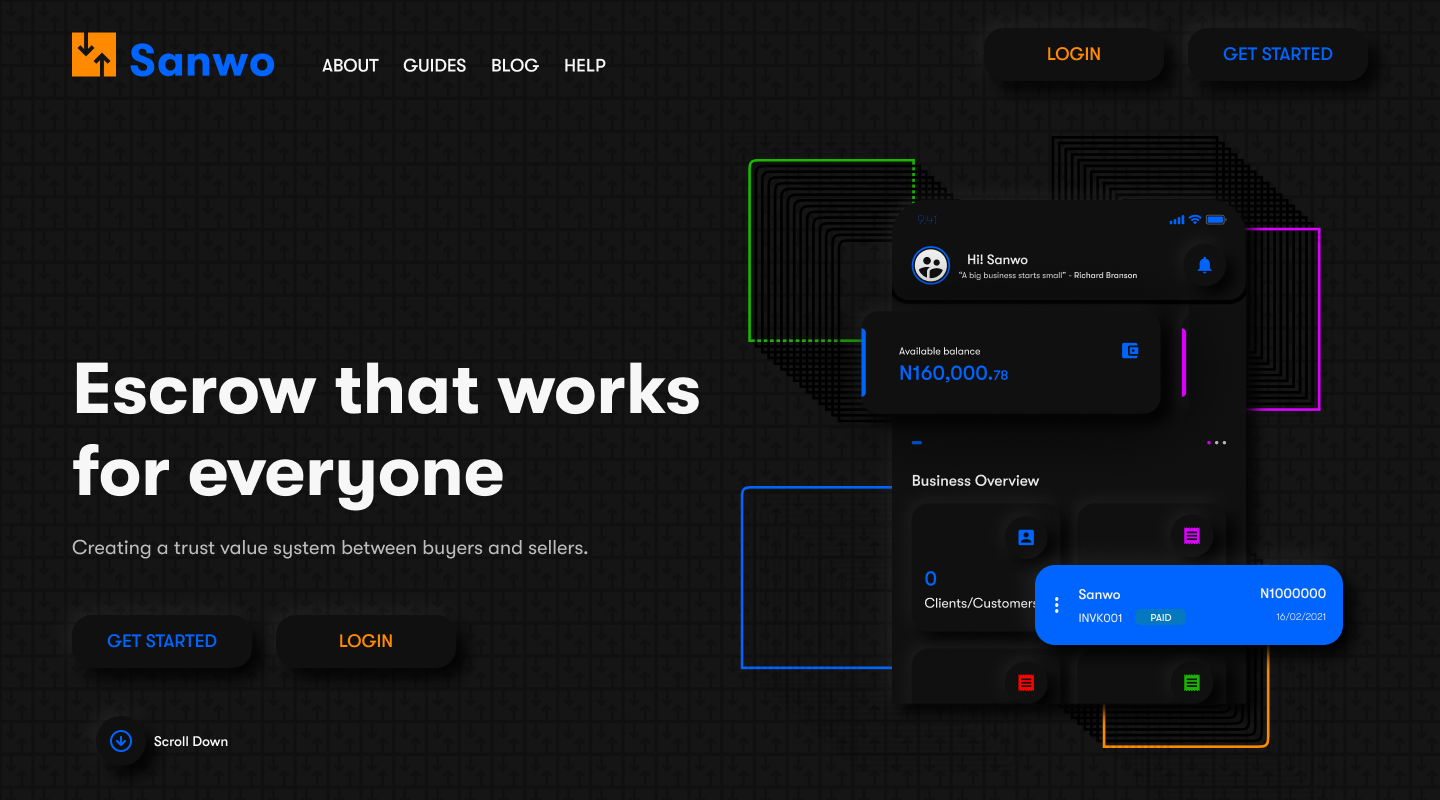 Sanwo
ABOUT GUIDES BLOG HELP
LOGIN
GET STARTED
Escrow that works
for everyone
Creating a trust value system between buyers and sellers.
GET STARTED
LOGIN
Scroll Down
9:41
Hi! Sanwo
"A big business starts small" - Richard Branson
Available balance
N160,000.78
Business Overview
0
Clients/Customers
Sanwo
N1000000
INVK001
PAID
16/02/2021